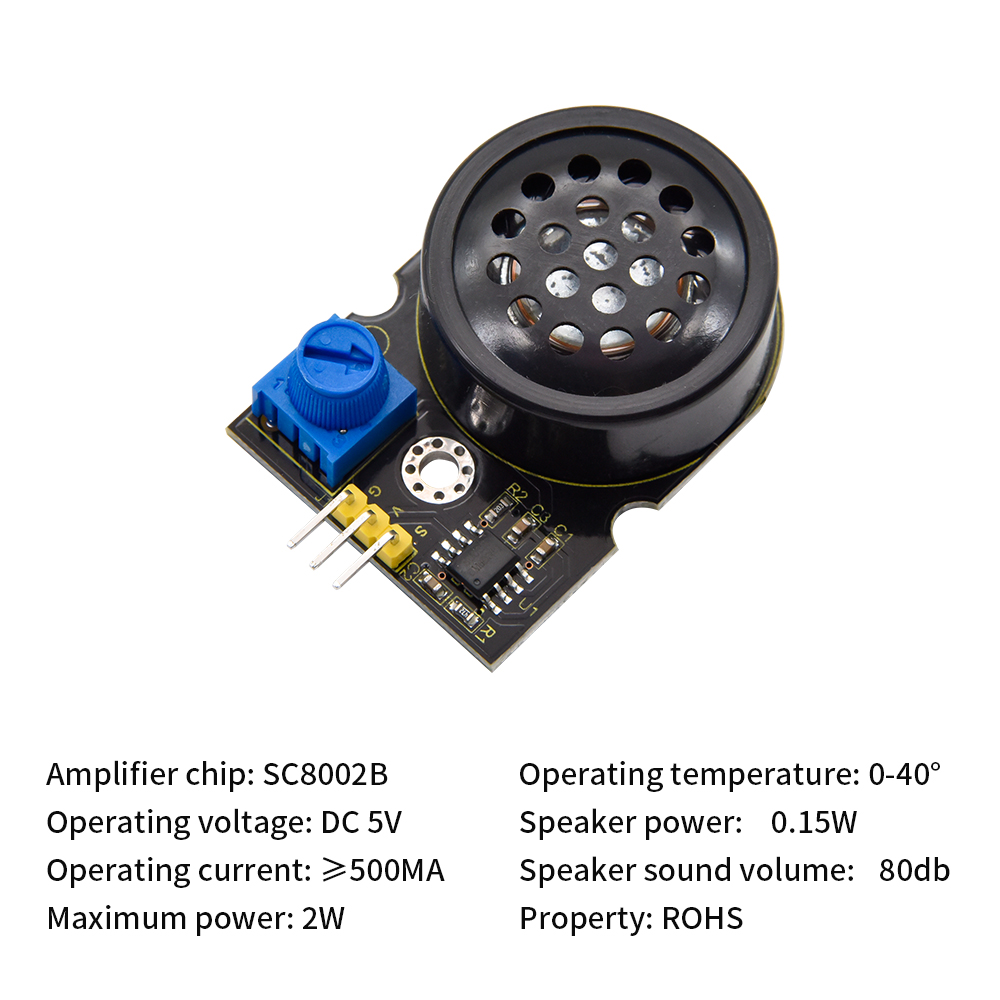 G
V
S
R2
C3
C1
C2
U1
R1
Amplifier chip: SC8002B
Operating voltage: DC 5V
Operating current: ≥500MA
Maximum power: 2W
Operating temperature: 0-40°
Speaker power: 0.15W
Speaker sound volume: 80db
Property: ROHS